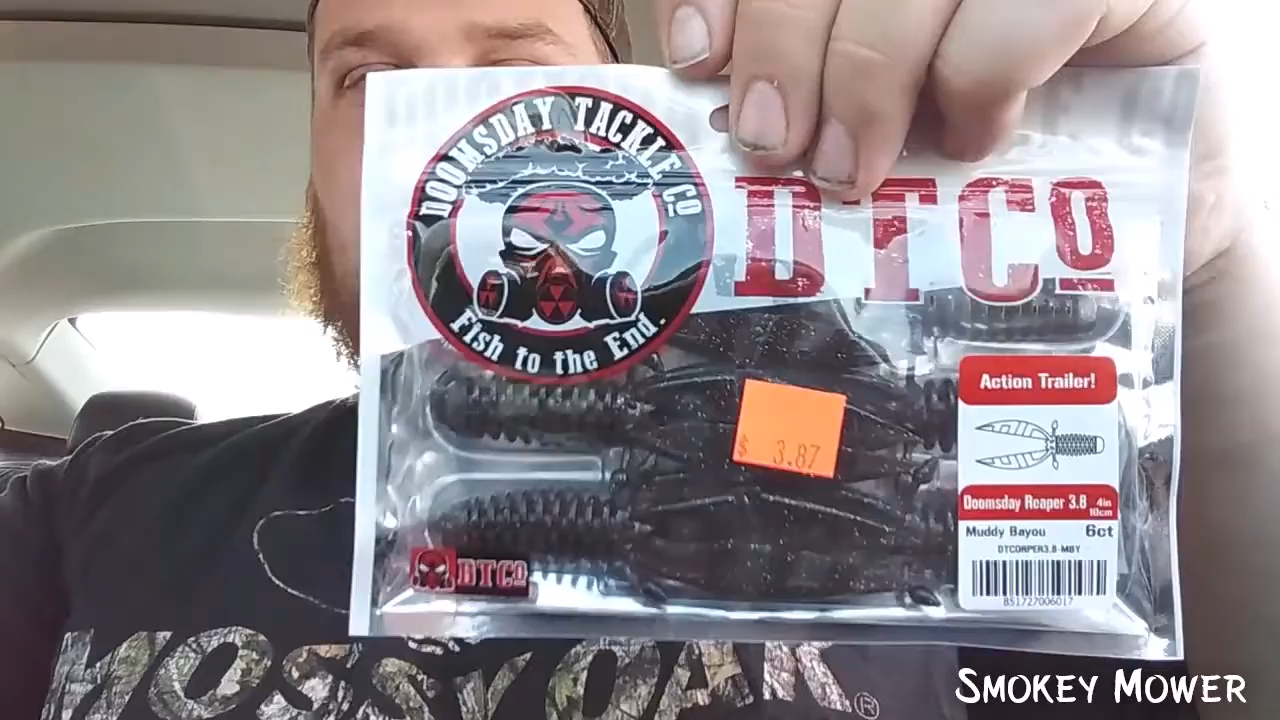 DOOMSDAY TACKLE CO
Fish to the End.
DTCO
$ 3.87
Action Trailer!
Doomsday Reaper 3.8 4in 10cm
Muddy Bayou 6ct
DTCORPER3.8-MBY
851727006017
DTCO
MOSSY OAK ®
SMOKEY MOWER